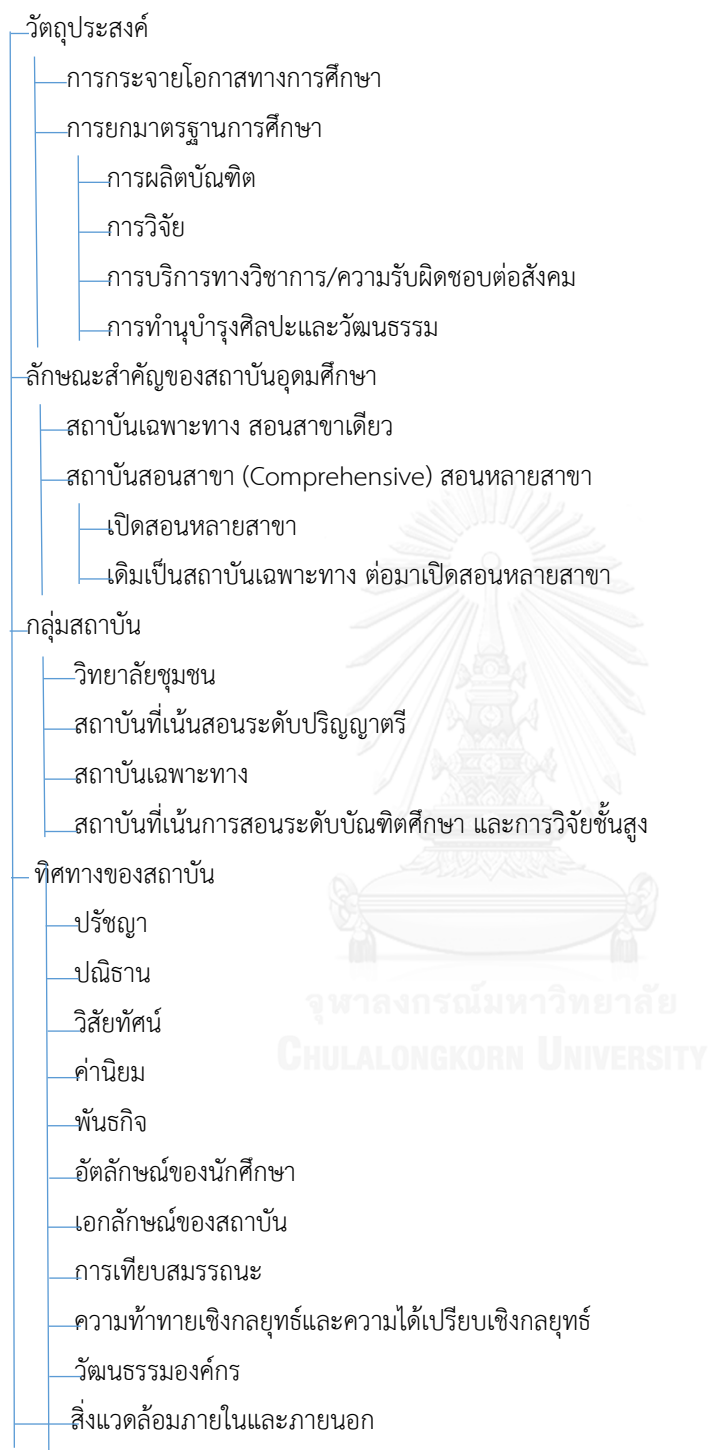 วัตถุประสงค์
การกระจายโอกาสทางการศึกษา
การยกมาตรฐานการศึกษา
การผลิตบัณฑิต
การวิจัย
การบริการทางวิชาการ/ความรับผิดชอบต่อสังคม
การทำนุบำรุงศิลปะและวัฒนธรรม
ลักษณะสำคัญของสถาบันอุดมศึกษา
สถาบันเฉพาะทาง สอนสาขาเดียว
สถาบันสอนสาขา (Comprehensive) สอนหลายสาขา
เปิดสอนหลายสาขา
เดิมเป็นสถาบันเฉพาะทาง ต่อมาเปิดสอนหลายสาขา
กลุ่มสถาบัน
วิทยาลัยชุมชน
สถาบันที่เน้นสอนระดับปริญญาตรี
สถาบันเฉพาะทาง
สถาบันที่เน้นการสอนระดับบัณฑิตศึกษา และการวิจัยชั้นสูง
ทิศทางของสถาบัน
ปรัชญา
ปณิธาน
วิสัยทัศน์
จุฬาลงกรณ์มหาวิทยาลัย
CHULALONGKORN UNIVERSITY
ค่านิยม
พันธกิจ
อัตลักษณ์ของนักศึกษา
เอกลักษณ์ของสถาบัน
การเทียบสมรรถนะ
ความท้าทายเชิงกลยุทธ์และความได้เปรียบเชิงกลยุทธ์
วัฒนธรรมองค์กร
สิ่งแวดล้อมภายในและภายนอก